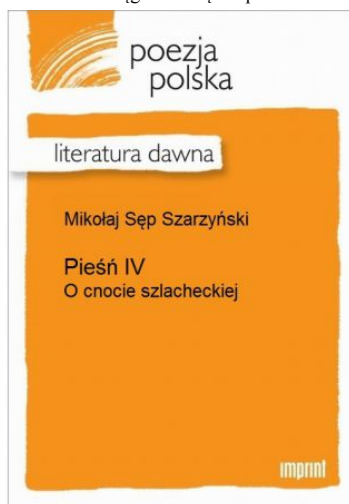 poezja
polska
literatura dawna
Mikołaj Sęp Szarzyński
Pieśń IV
O cnocie szlacheckiej
imprint